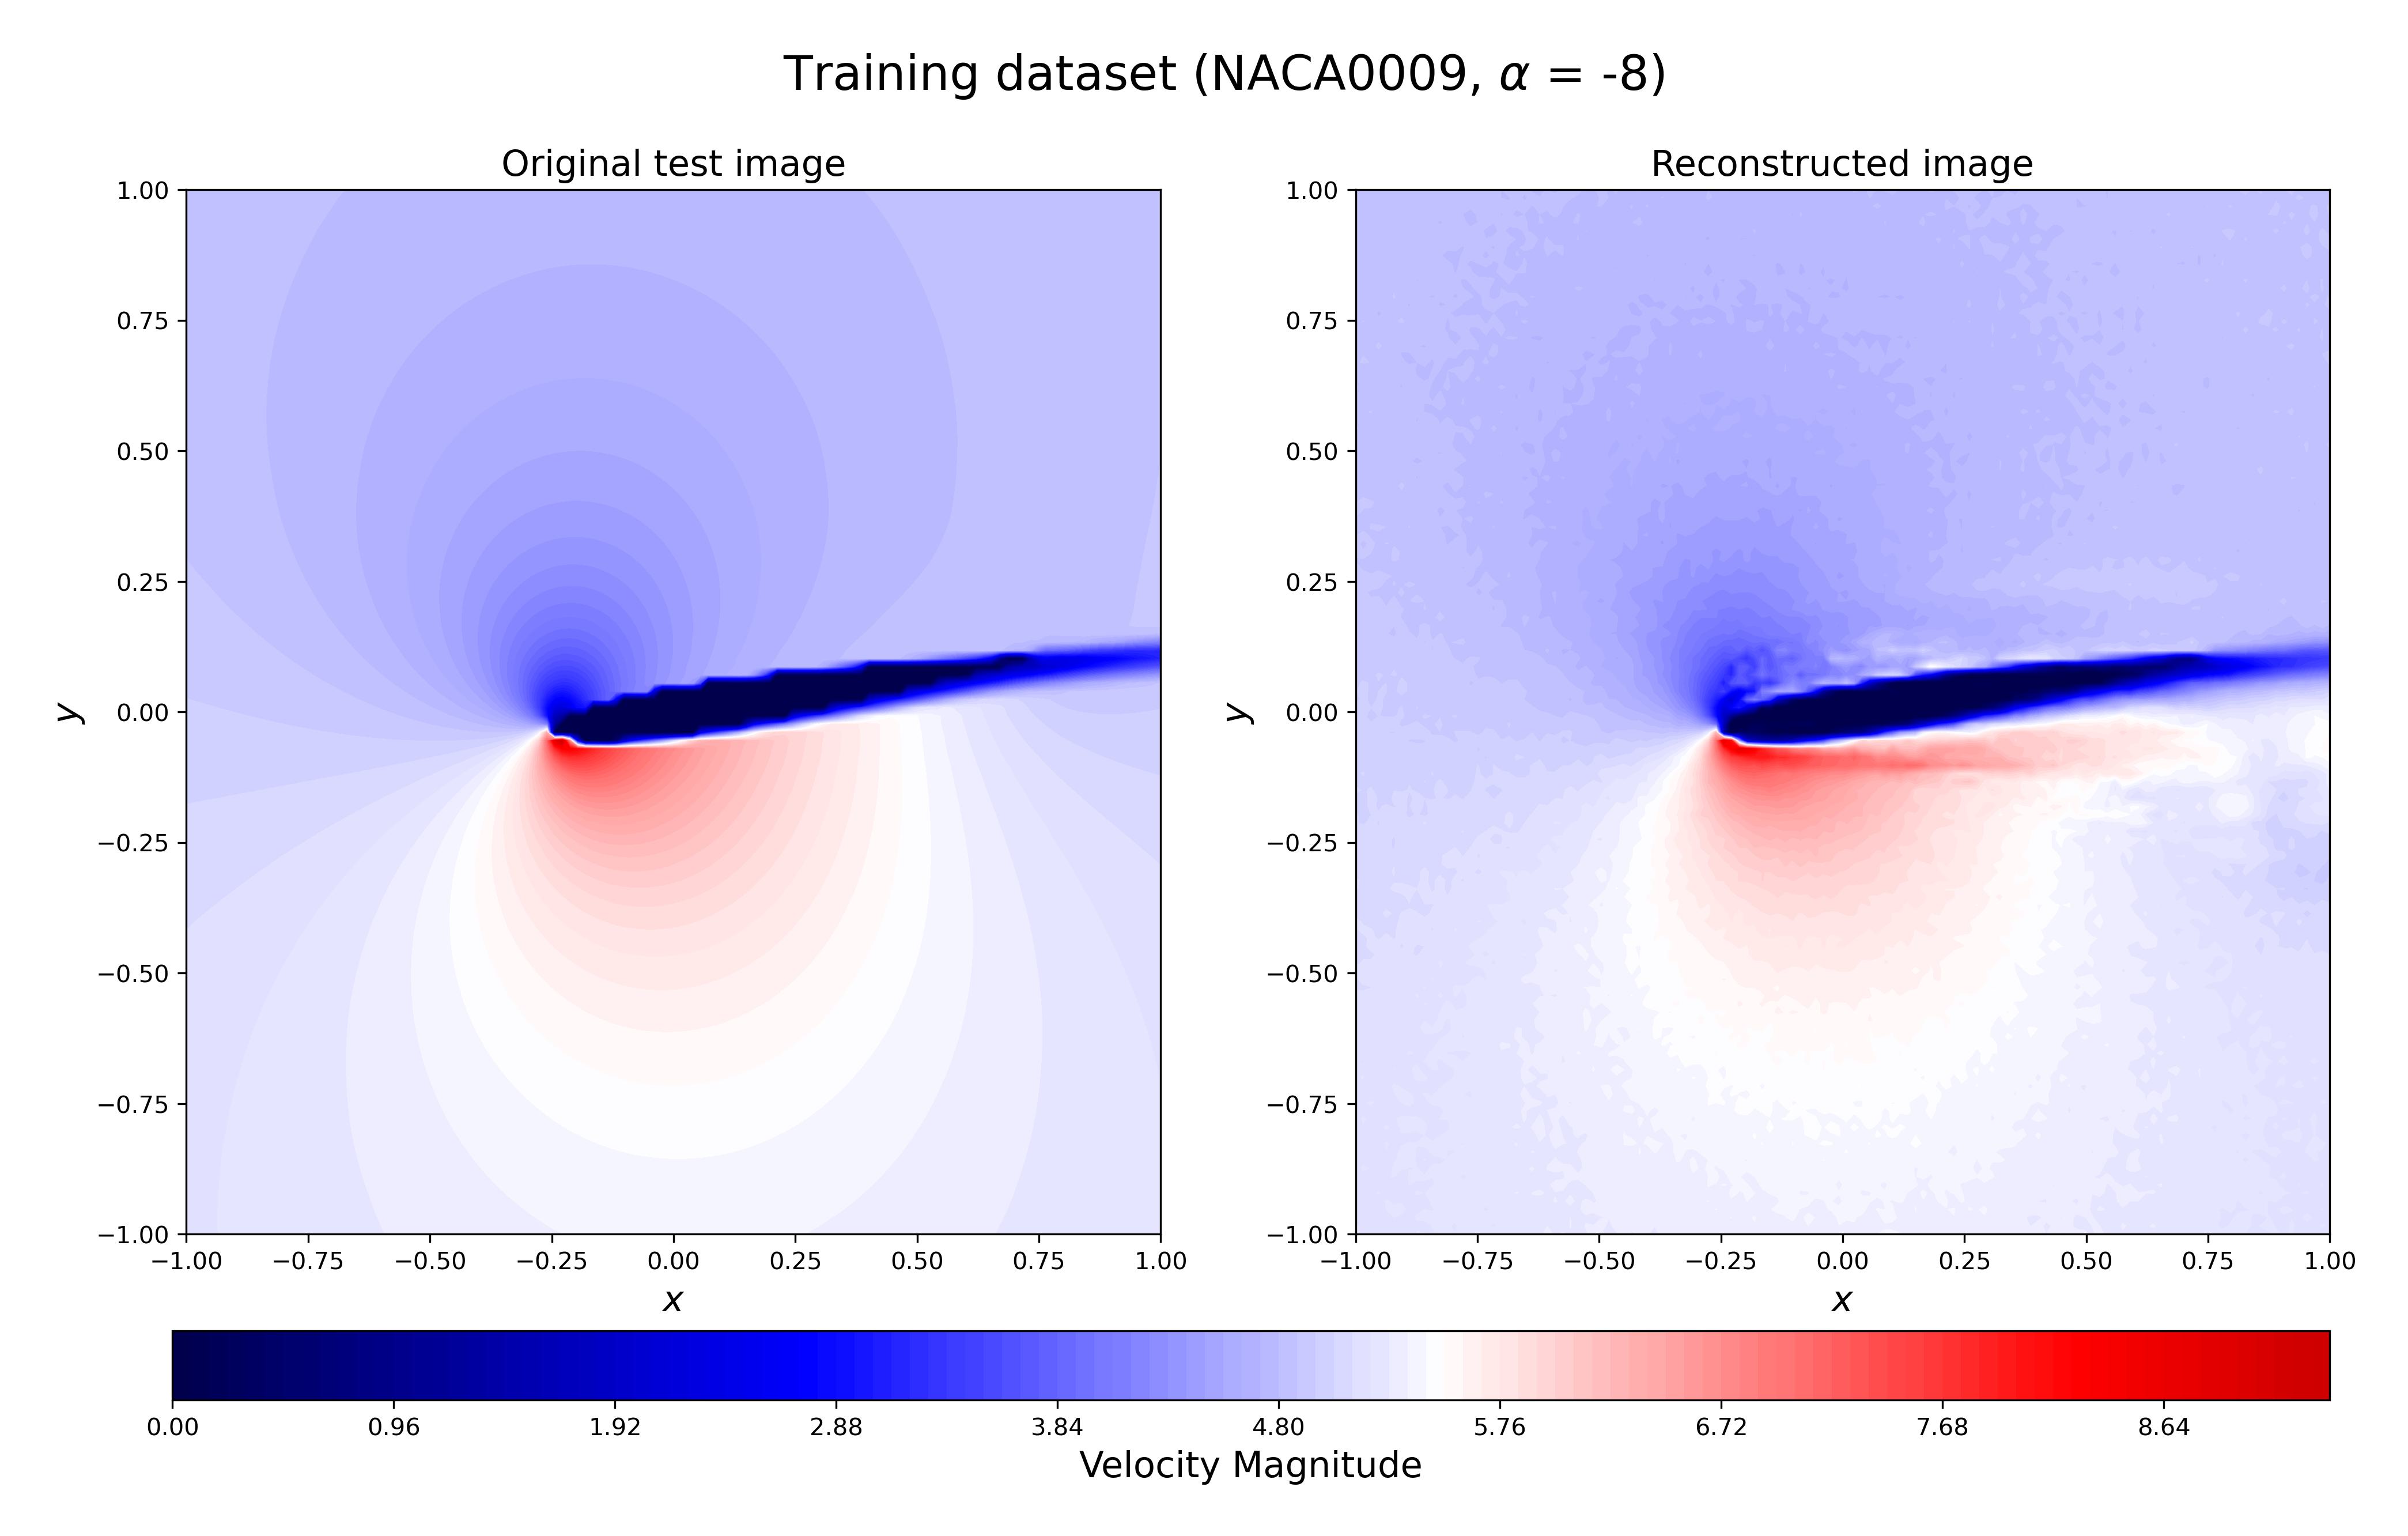 Training dataset (NACA0009, α = -8)
Original test image
Reconstructed image
1.00
0.75
0.50
0.25
0.00
−0.25
−0.50
−0.75
−1.00
y
−1.00 −0.75 −0.50 −0.25 0.00 0.25 0.50 0.75 1.00
x
1.00
0.75
0.50
0.25
0.00
−0.25
−0.50
−0.75
−1.00
y
−1.00 −0.75 −0.50 −0.25 0.00 0.25 0.50 0.75 1.00
x
0.00 0.96 1.92 2.88 3.84 4.80 5.76 6.72 7.68 8.64
Velocity Magnitude